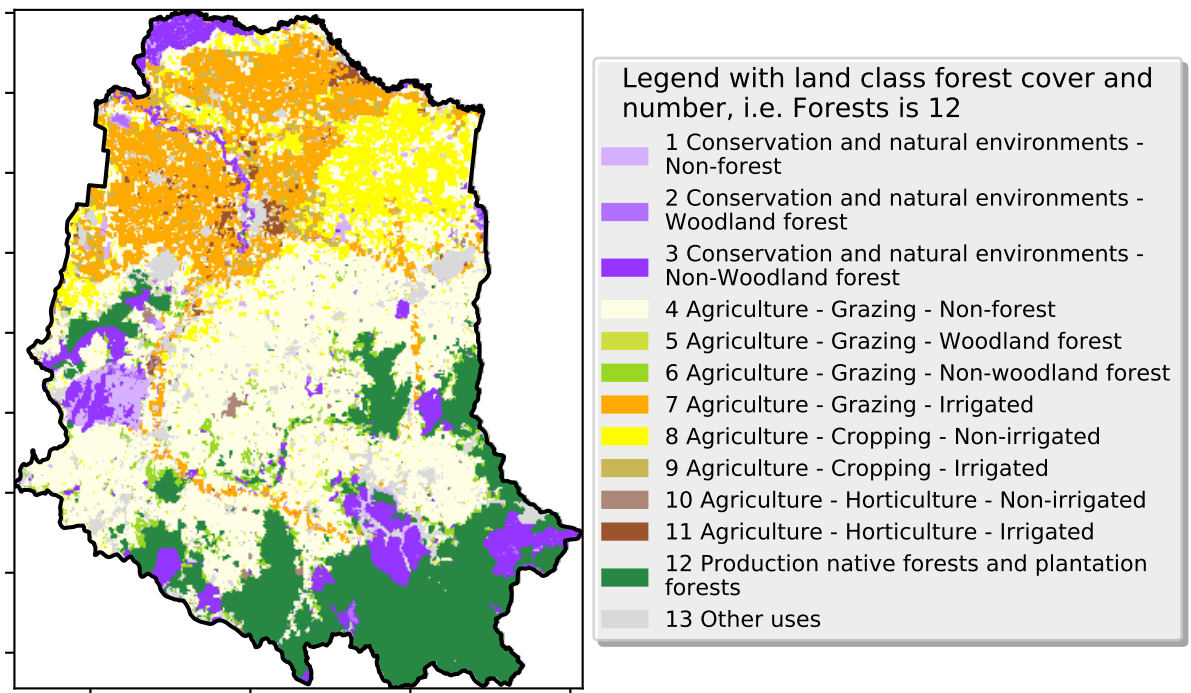 Legend with land class forest cover and
number, i.e. Forests is 12
1 Conservation and natural environments -
Non-forest
2 Conservation and natural environments -
Woodland forest
3 Conservation and natural environments -
Non-Woodland forest
4 Agriculture - Grazing - Non-forest
5 Agriculture - Grazing - Woodland forest
6 Agriculture - Grazing - Non-woodland forest
7 Agriculture - Grazing - Irrigated
8 Agriculture - Cropping - Non-irrigated
9 Agriculture - Cropping - Irrigated
10 Agriculture - Horticulture - Non-irrigated
11 Agriculture - Horticulture - Irrigated
12 Production native forests and plantation
forests
13 Other uses